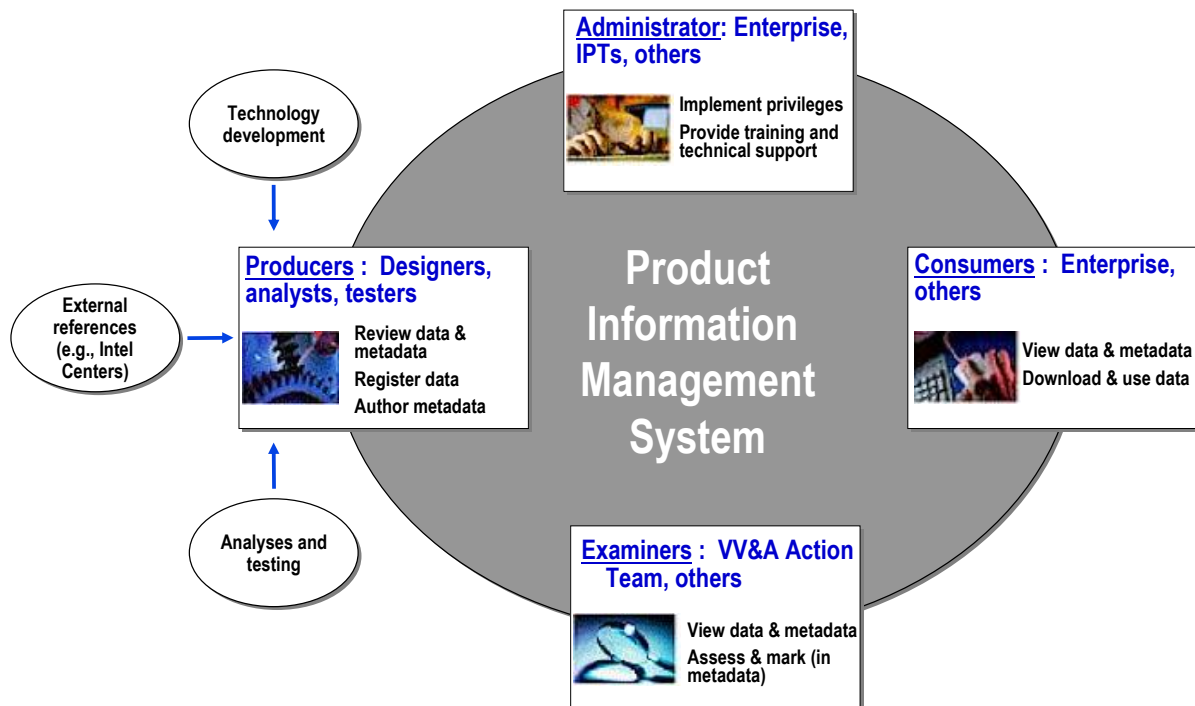 Administrator: Enterprise,
IPTs, others
Implement privileges
Provide training and
technical support
Technology
development
Producers :  Designers,
analysts, testers
Review data &
metadata
Register data
Author metadata
External
references
(e.g., Intel
Centers)
Product
Information
Management
System
Consumers :  Enterprise,
others
View data & metadata
Download & use data
Analyses and
testing
Examiners :  VV&A Action
Team, others
View data & metadata
Assess & mark (in
metadata)